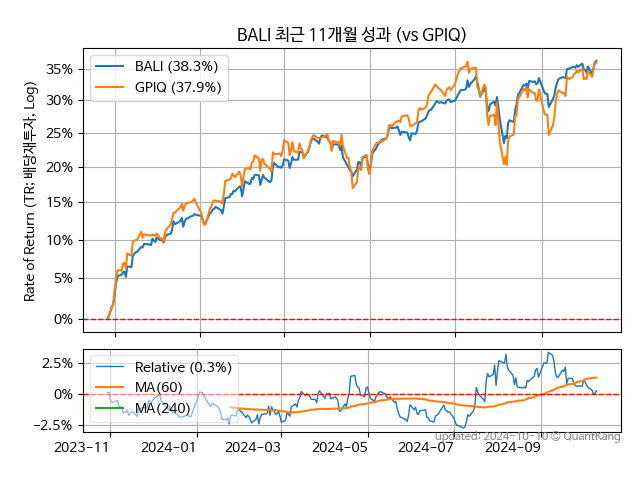 BALI 최근 11개월 성과 (vs GPIQ)
BALI (38.3%)
GPIQ (37.9%)
Rate of Return (TR; 배당재투자, Log)
35%
30%
25%
20%
15%
10%
5%
0%
Relative (0.3%)
MA(60)
MA(240)
2.5%
0.0%
−2.5%
2023-11
2024-01
2024-03
2024-05
2024-07
2024-09
updated: 2024-10-10 © QuantKang